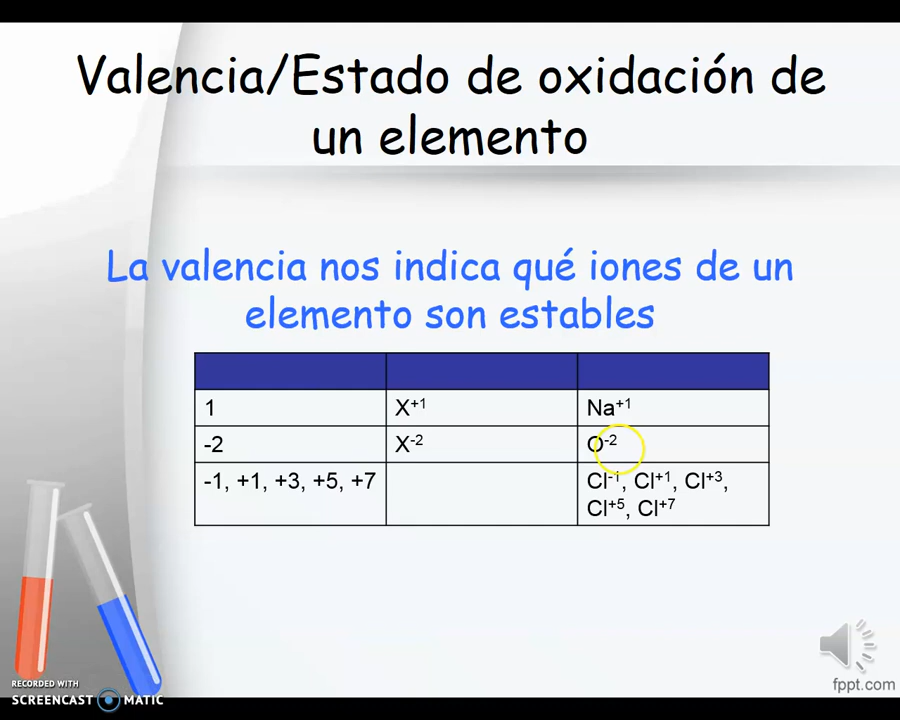 Valencia/Estado de oxidación de
un elemento
La valencia nos indica qué iones de un
elemento son estables
1 X+1 Na+1
-2 X-2 O-2
-1, +1, +3, +5, +7 Cl-1, Cl+1, Cl+3,
Cl+5, Cl+7
RECORDED WITH
SCREENCAST MATIC
fppt.com